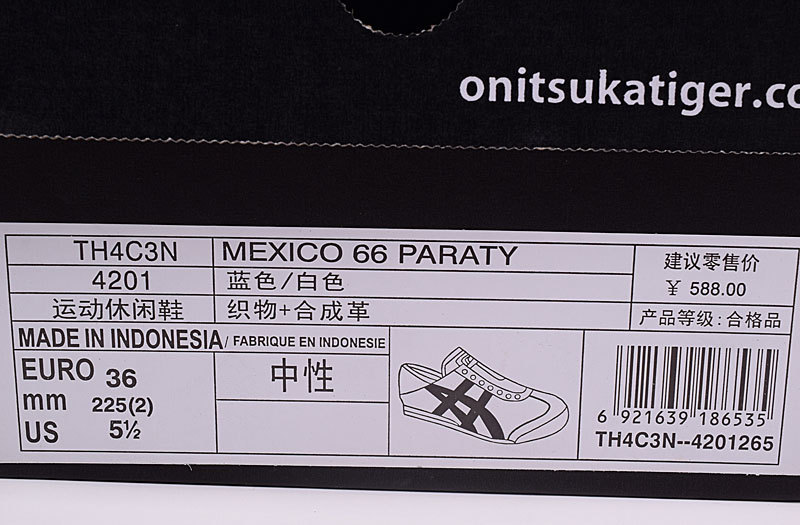 onitsukatiger.co
TH4C3N
MEXICO 66 PARATY
4201
蓝色/白色
运动休闲鞋
织物+合成革
建议零售价
¥ 588.00
产品等级:合格品
MADE IN INDONESIA/ FABRIQUE EN INDONESIE
EURO 36
mm 225(2)
US 5½
中性
6 921639 186535
TH4C3N--4201265